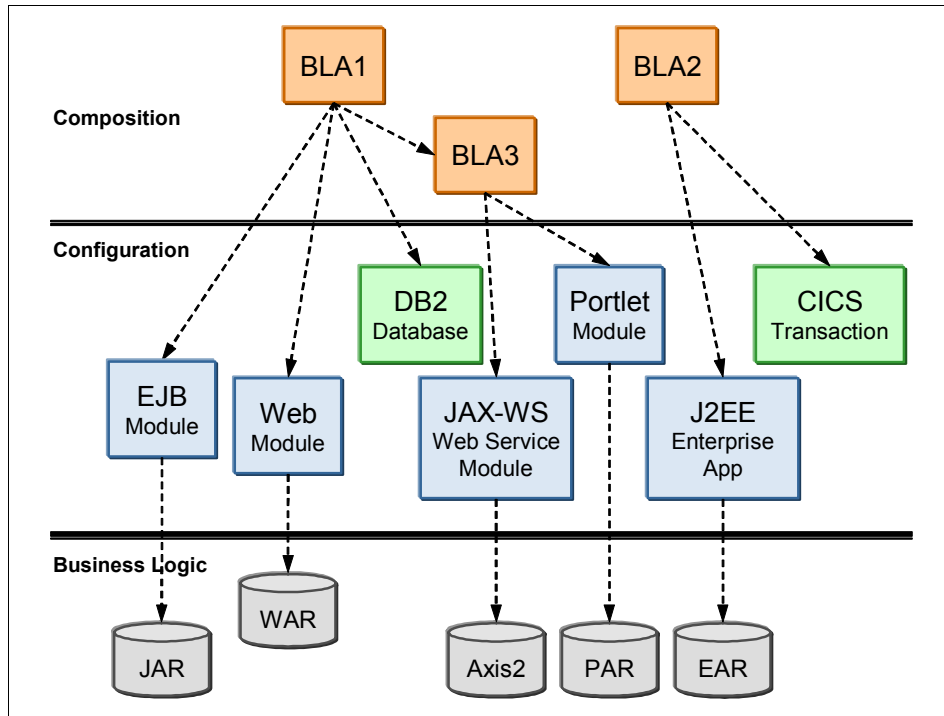 BLA1
BLA2
Composition
BLA3
Configuration
DB2
Database
Portlet
Module
CICS
Transaction
EJB
Module
Web
Module
JAX-WS
Web Service
Module
J2EE
Enterprise
App
Business Logic
WAR
JAR
Axis2
PAR
EAR